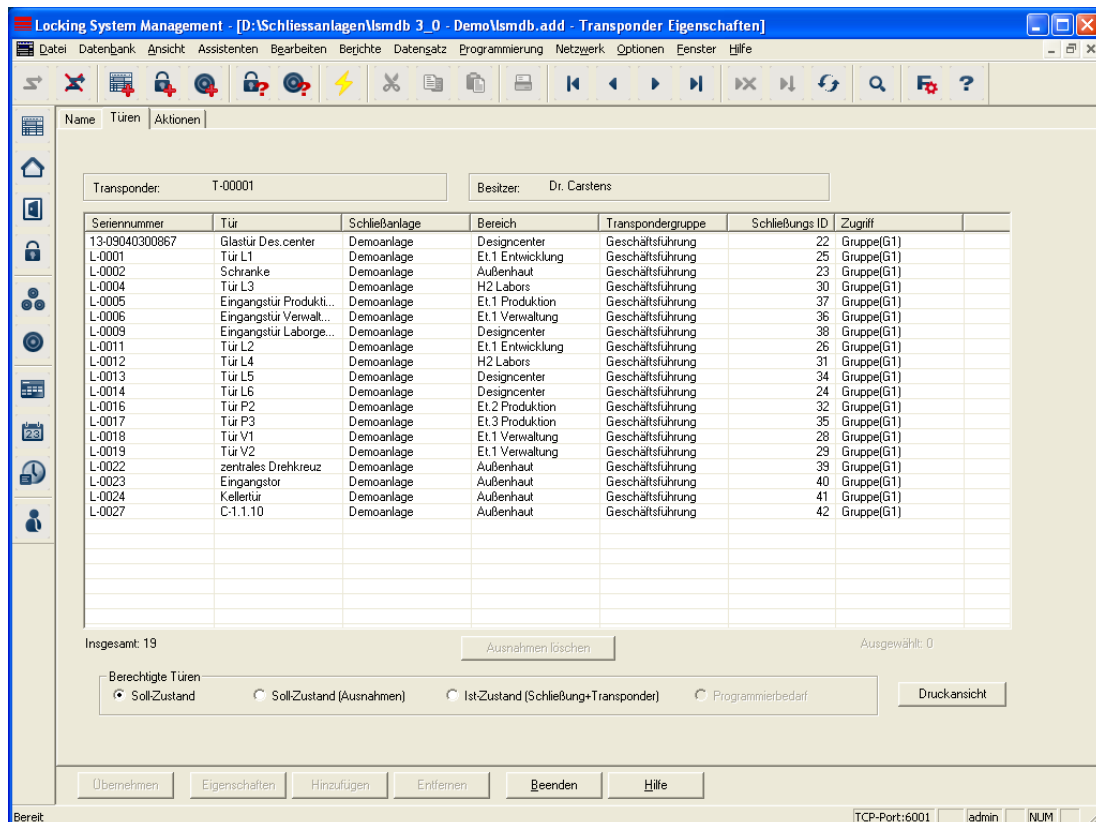 Locking System Management - [D:\Schliessanlagen\lsmdb 3_0 - Demo\lsmdb.add - Transponder Eigenschaften]
Datei Datenbank Ansicht Assistenten Bearbeiten Berichte Datensatz Programmierung Netzwerk Optionen Fenster Hilfe
Name Türen Aktionen
Transponder: T-00001 Besitzer: Dr. Carstens
Seriennummer Tür Schließanlage Bereich Transpondergruppe Schließungs ID Zugriff
13-09040300867 Glastür Des.center Demoanlage Designcenter Geschäftsführung 22 Gruppe(G1)
L-0001 Tür L1 Demoanlage Et.1 Entwicklung Geschäftsführung 25 Gruppe(G1)
L-0002 Schranke Demoanlage Außenhaut Geschäftsführung 23 Gruppe(G1)
L-0004 Tür L3 Demoanlage H2 Labors Geschäftsführung 30 Gruppe(G1)
L-0005 Eingangstür Produkti... Demoanlage Et.1 Produktion Geschäftsführung 37 Gruppe(G1)
L-0006 Eingangstür Verwalt... Demoanlage Et.1 Verwaltung Geschäftsführung 36 Gruppe(G1)
L-0009 Eingangstür Laborge... Demoanlage Designcenter Geschäftsführung 38 Gruppe(G1)
L-0011 Tür L2 Demoanlage Et.1 Entwicklung Geschäftsführung 26 Gruppe(G1)
L-0012 Tür L4 Demoanlage H2 Labors Geschäftsführung 31 Gruppe(G1)
L-0013 Tür L5 Demoanlage Designcenter Geschäftsführung 34 Gruppe(G1)
L-0014 Tür L6 Demoanlage Designcenter Geschäftsführung 24 Gruppe(G1)
L-0016 Tür P2 Demoanlage Et.2 Produktion Geschäftsführung 32 Gruppe(G1)
L-0017 Tür P3 Demoanlage Et.3 Produktion Geschäftsführung 35 Gruppe(G1)
L-0018 Tür V1 Demoanlage Et.1 Verwaltung Geschäftsführung 28 Gruppe(G1)
L-0019 Tür V2 Demoanlage Et.1 Verwaltung Geschäftsführung 29 Gruppe(G1)
L-0022 zentrales Drehkreuz Demoanlage Außenhaut Geschäftsführung 39 Gruppe(G1)
L-0023 Eingangstor Demoanlage Außenhaut Geschäftsführung 40 Gruppe(G1)
L-0024 Kellertür Demoanlage Außenhaut Geschäftsführung 41 Gruppe(G1)
L-0027 C-1.1.10 Demoanlage Außenhaut Geschäftsführung 42 Gruppe(G1)
Insgesamt: 19 Ausnahmen löschen Ausgewählt: 0
Berechtigte Türen
Soll-Zustand Soll-Zustand (Ausnahmen) Ist-Zustand (Schließung+Transponder) Programmierbedarf Druckansicht
Übernehmen Eigenschaften Hinzufügen Entfernen Beenden Hilfe
Bereit TCP-Port:6001 admin NUM